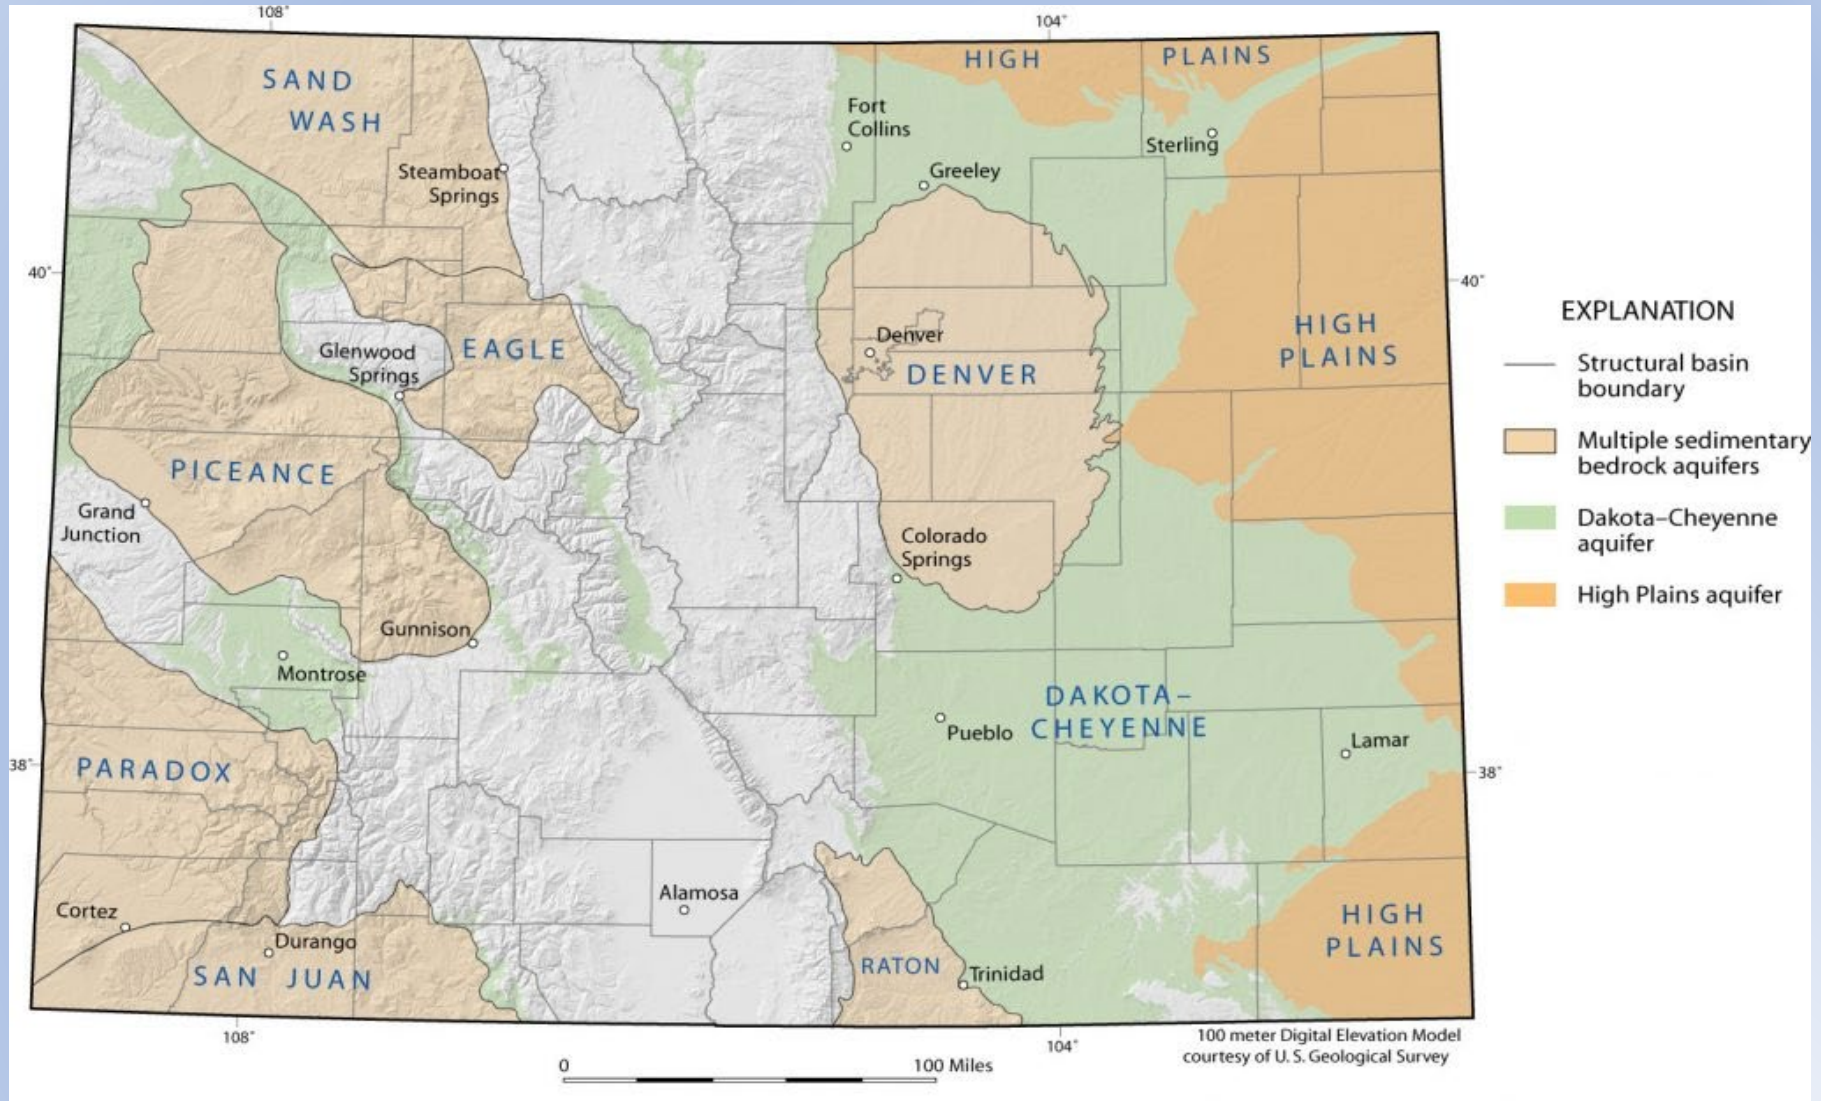 108°
104°
SAND
WASH
HIGH
PLAINS
Fort
Collins
Sterling
Steamboat
Springs
Greeley
40°
40°
EXPLANATION
Structural basin
boundary
Multiple sedimentary
bedrock aquifers
Dakota–Cheyenne
aquifer
High Plains aquifer
HIGH
PLAINS
Denver
DENVER
Glenwood
Springs
EAGLE
PICEANCE
Grand
Junction
Colorado
Springs
Gunnison
Montrose
DAKOTA–
CHEYENNE
Pueblo
Lamar
38°
38°
PARADOX
Alamosa
Cortez
Durango
SAN JUAN
RATON
Trinidad
HIGH
PLAINS
108°
104°
100 meter Digital Elevation Model
courtesy of U. S. Geological Survey
0
100 Miles